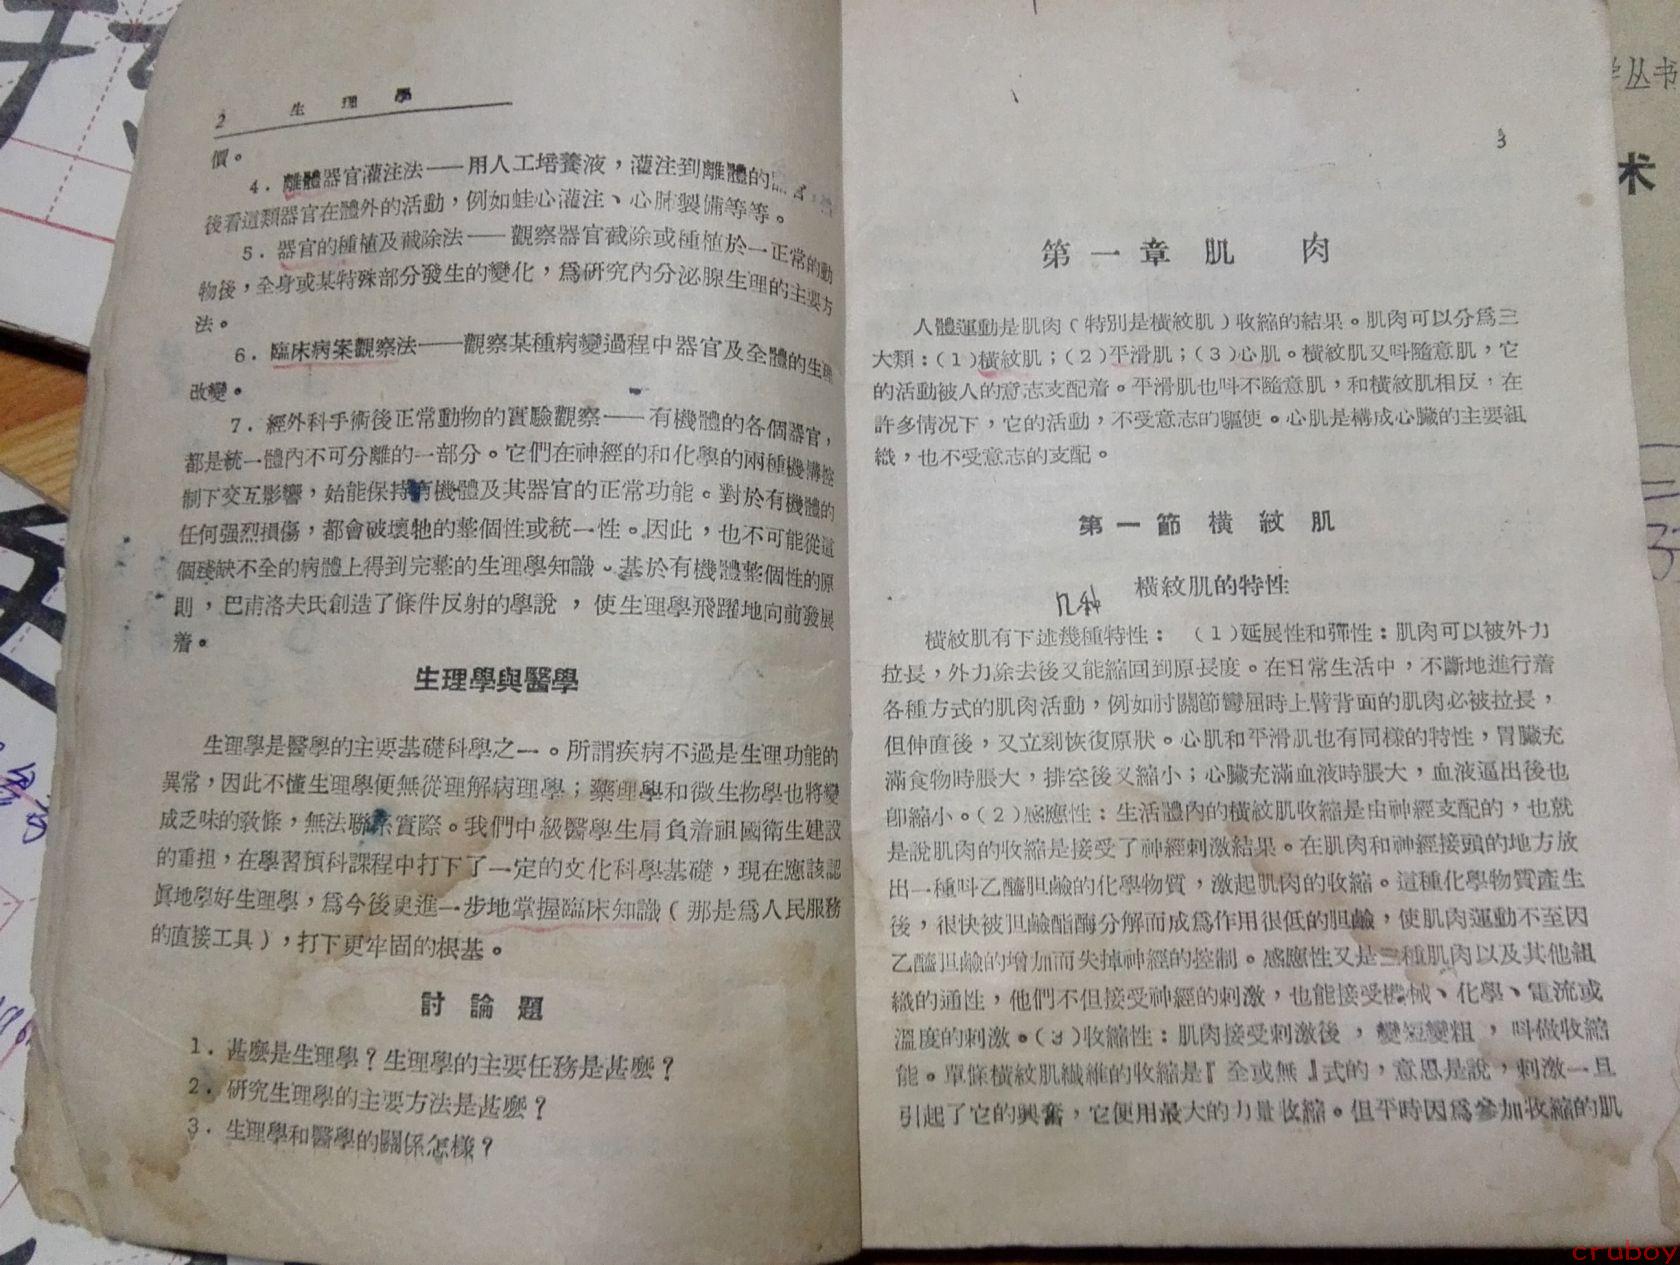 2 生理學
價。
4．離體器官灌注法——用人工培養液，灌注到離體的器官，
後看這類器官在體外的活動，例如蛙心灌注、心肺製備等等。
5．器官的種植及截除法——觀察器官截除或種植於一正常的動
物後，全身或某特殊部分發生的變化，爲研究內分泌腺生理的主要方
法。
6．臨床病案觀察法——觀察某種病變過程中器官及全體的生理
改變。
7．經外科手術後正常動物的實驗觀察——有機體的各個器官，
都是統一體內不可分離的一部分。它們在神經的和化學的兩種機構控
制下交互影響，始能保持有機體及其器官的正常功能。對於有機體的
任何强烈損傷，都會破壞牠的整個性或統一性。因此，也不可能從這
個殘缺不全的病體上得到完整的生理學知識。基於有機體整個性的原
則，巴甫洛夫氏創造了條件反射的學說，使生理學飛躍地向前發展
着。
生理學與醫學
生理學是醫學的主要基礎科學之一。所謂疾病不過是生理功能的
異常，因此不懂生理學便無從理解病理學；藥理學和微生物學也將變
成乏味的敎條，無法聯系實際。我們中級醫學生肩負着祖國衛生建設
的重担，在學習預科課程中打下了一定的文化科學基礎，現在應該認
眞地學好生理學，爲今後更進一步地掌握臨床知識（那是爲人民服務
的直接工具），打下更牢固的根基。
討論題
1．甚麽是生理學？生理學的主要任務是甚麽？
2．研究生理學的主要方法是甚麽？
3．生理學和醫學的關係怎樣？
3
第一章 肌 肉
人體運動是肌肉（特別是橫紋肌）收縮的結果。肌肉可以分爲三
大類：（1）橫紋肌；（2）平滑肌；（3）心肌。橫紋肌又叫隨意肌，它
的活動被人的意志支配着。平滑肌也叫不隨意肌，和橫紋肌相反，在
許多情况下，它的活動，不受意志的驅使。心肌是構成心臟的主要組
織，也不受意志的支配。
第一節 橫紋肌
橫紋肌的特性
几种
橫紋肌有下述幾種特性：（1）延展性和彈性：肌肉可以被外力
拉長，外力除去後又能縮回到原長度。在日常生活中，不斷地進行着
各種方式的肌肉活動，例如肘關節彎屈時上臂背面的肌肉必被拉長，
但伸直後，又立刻恢復原狀。心肌和平滑肌也有同樣的特性，胃臟充
滿食物時脹大，排空後又縮小；心臟充滿血液時脹大，血液逼出後也
卽縮小。（2）感應性：生活體內的橫紋肌收縮是由神經支配的，也就
是說肌肉的收縮是接受了神經刺激結果。在肌肉和神經接頭的地方放
出一種叫乙醯胆鹼的化學物質，激起肌肉的收縮。這種化學物質產生
後，很快被胆鹼酯酶分解而成爲作用很低的胆鹼，使肌肉運動不至因
乙醯胆鹼的增加而失掉神經的控制。感應性又是三種肌肉以及其他組
織的通性，他們不但接受神經的刺激，也能接受機械、化學、電流或
溫度的刺激。（3）收縮性：肌肉接受刺激後，變短變粗，叫做收縮
能。單條橫紋肌纖維的收縮是『全或無』式的，意思是說，刺激一旦
引起了它的興奮，它便用最大的力量收縮。但平時因爲參加收縮的肌
学丛书
术
cruboy